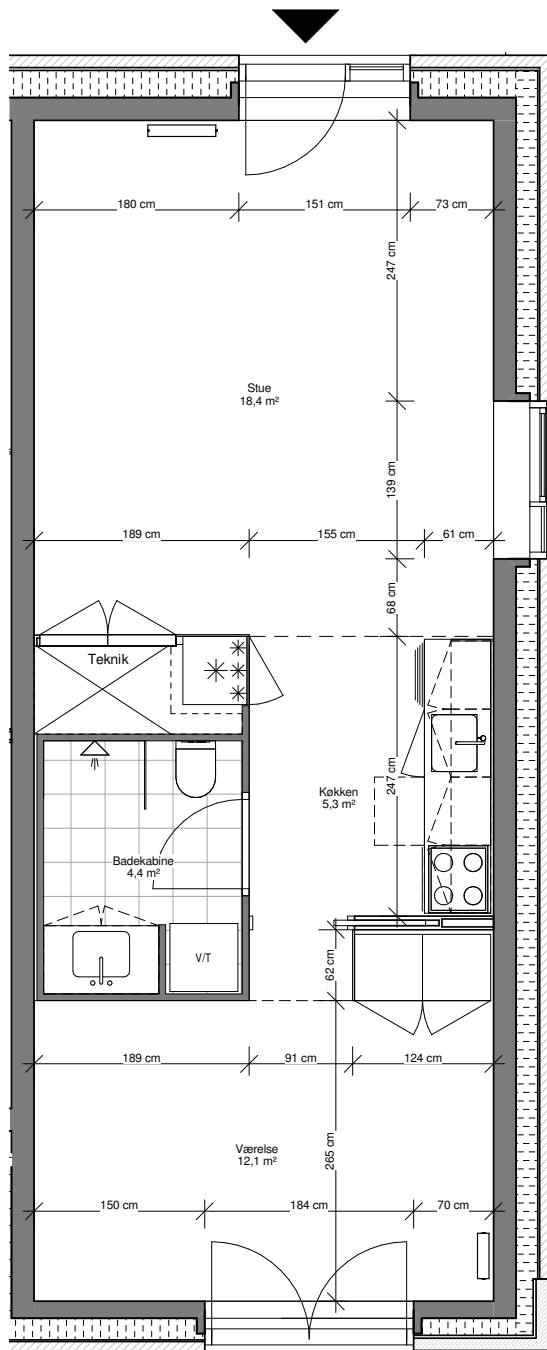 180 cm
151 cm
73 cm
247 cm
Stue
18,4 m²
139 cm
189 cm
155 cm
61 cm
68 cm
Teknik
Køkken
5,3 m²
247 cm
Badekabine
4,4 m²
V/T
62 cm
189 cm
91 cm
124 cm
265 cm
Værelse
12,1 m²
150 cm
184 cm
70 cm